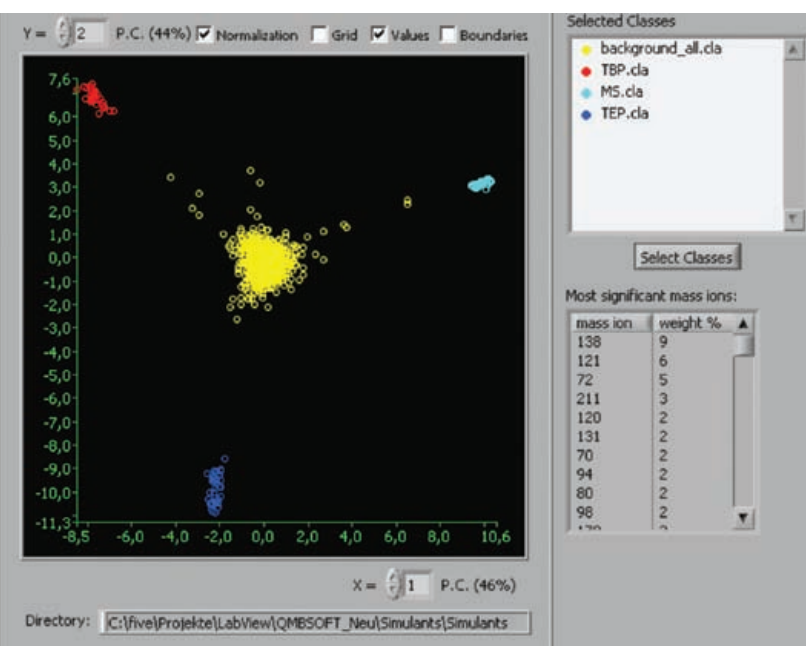 Y = 2 P.C. (44%) Normalization Grid Values Boundaries
7,6
6,0
5,0
4,0
3,0
2,0
1,0
0,0
-1,0
-2,0
-3,0
-4,0
-5,0
-6,0
-7,0
-8,0
-9,0
-10,0
-11,3
-8,5 -6,0 -4,0 -2,0 0,0 2,0 4,0 6,0 8,0 10,6
X = 1 P.C. (46%)
Directory: C:\five\Projekte\LabView\QMBSOFT_Neu\Simulants\Simulants
Selected Classes
background_all.cla
TBP.cla
MS.cla
TEP.cla
Select Classes
Most significant mass ions:
mass ion weight %
138 9
121 6
72 5
211 3
120 2
131 2
70 2
94 2
80 2
98 2